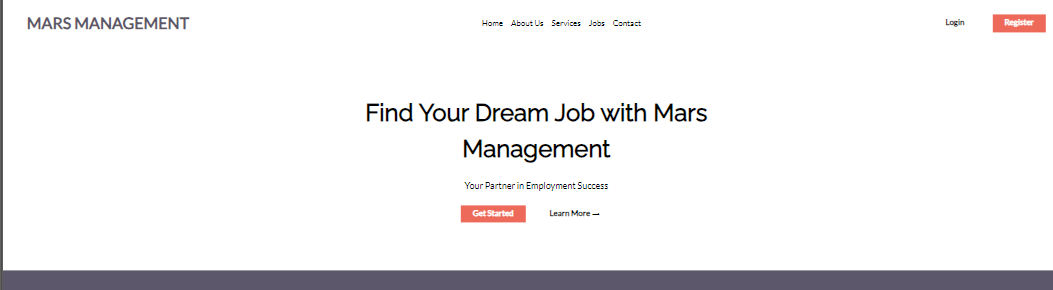 MARS MANAGEMENT
Home About Us Services Jobs Contact
Login
Register
Find Your Dream Job with Mars
Management
Your Partner in Employment Success
Get Started
Learn More →